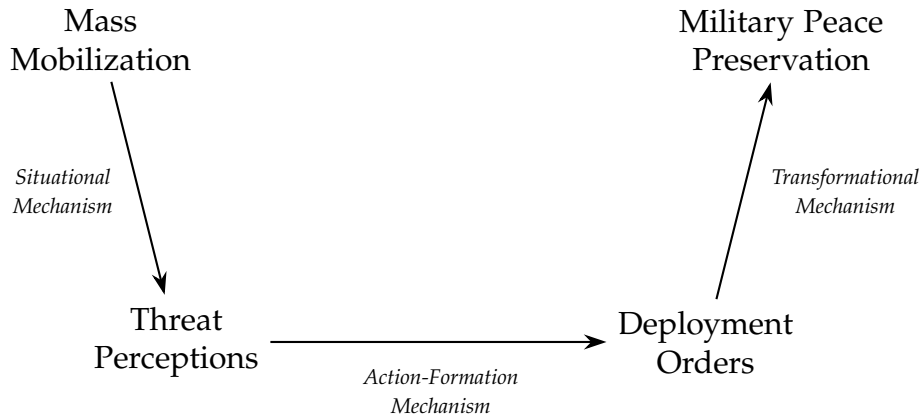 Mass
Mobilization
Military Peace
Preservation
Situational
Mechanism
Transformational
Mechanism
Threat
Perceptions
Deployment
Orders
Action-Formation
Mechanism